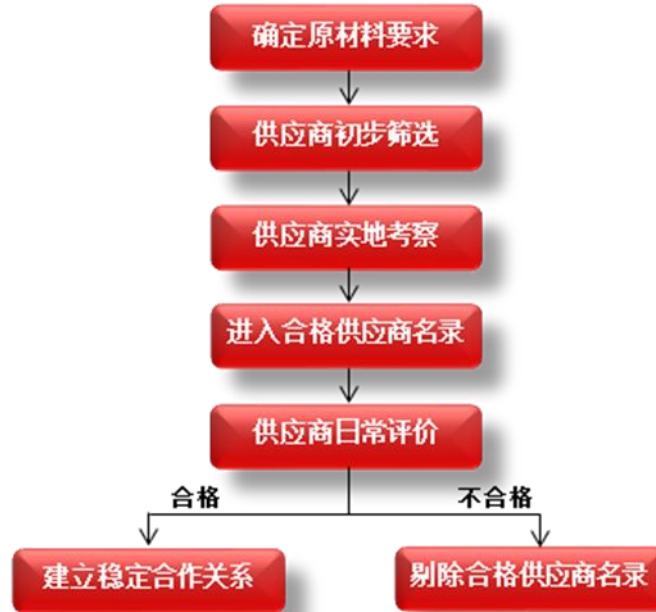 确定原材料要求
供应商初步筛选
供应商实地考察
进入合格供应商名录
供应商日常评价
合格
不合格
建立稳定合作关系
剔除合格供应商名录